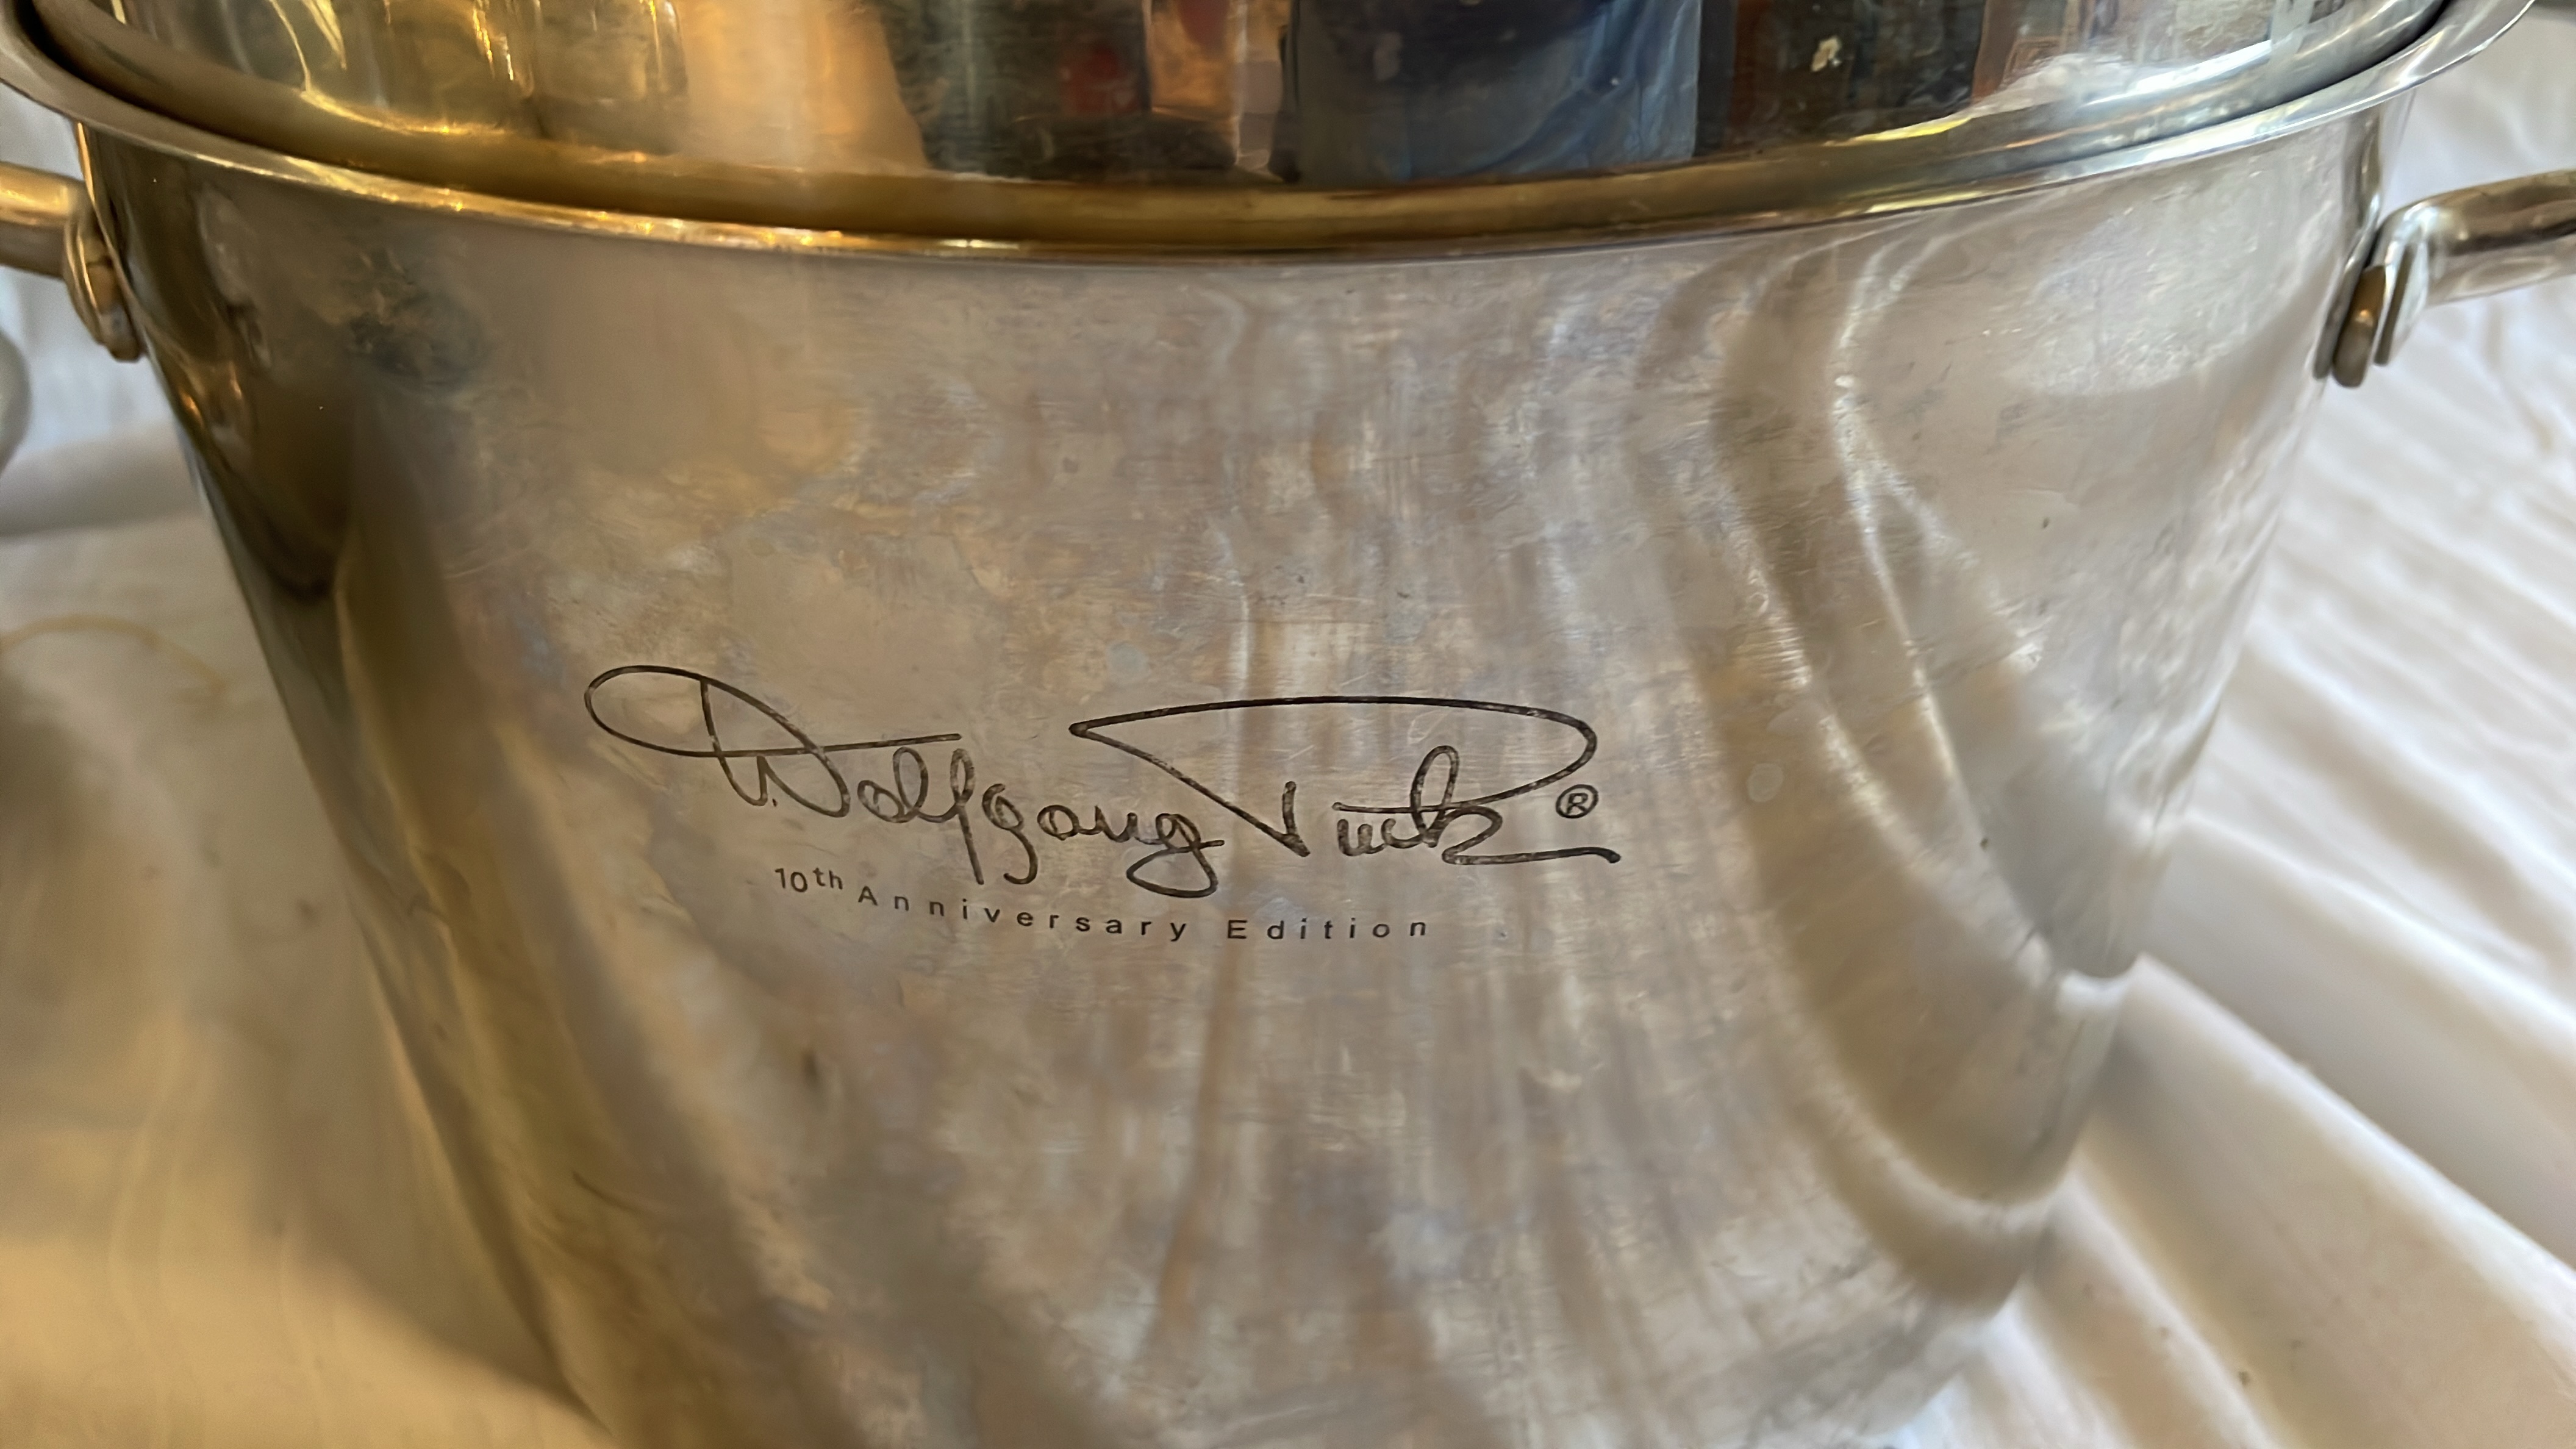 Wolfgang Puck®
10th Anniversary Edition